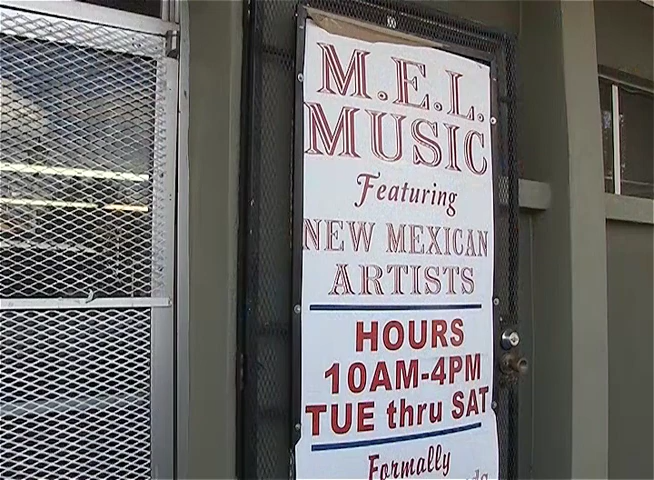 M.E.L.
MUSIC
Featuring
NEW MEXICAN
ARTISTS
HOURS
10AM-4PM
TUE thru SAT
Formally